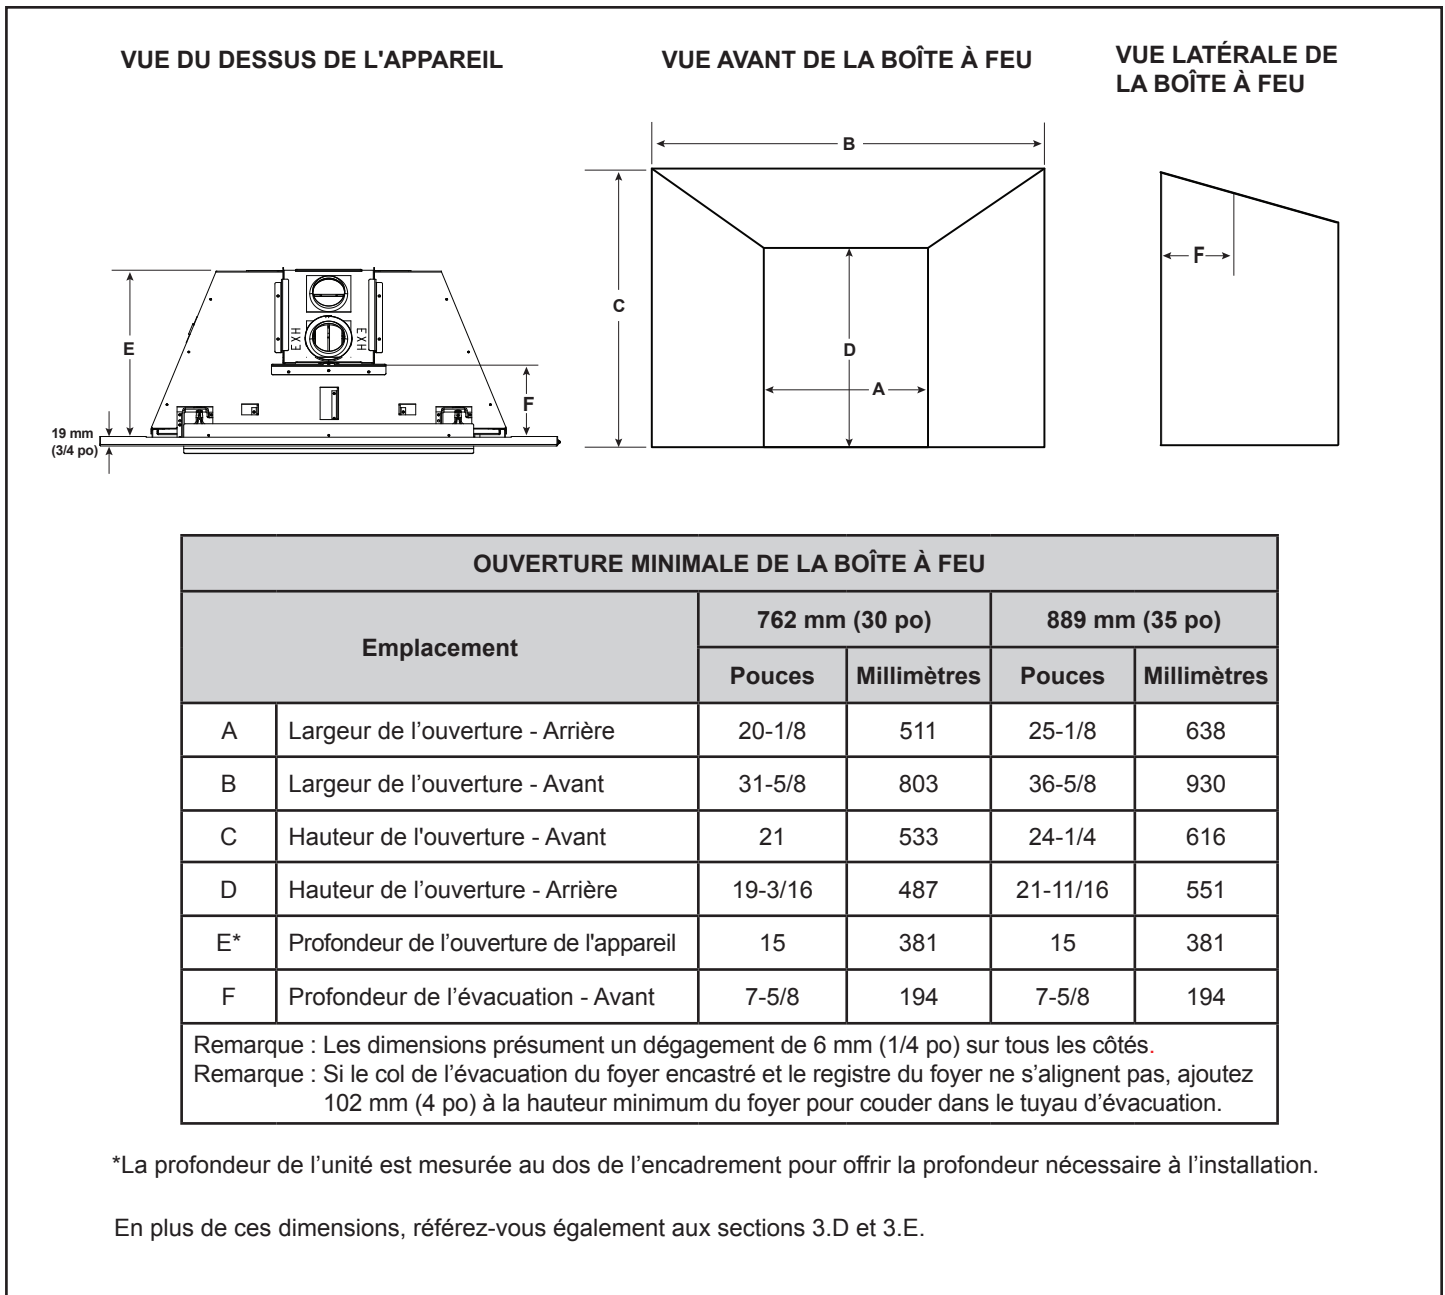 VUE DU DESSUS DE L'APPAREIL
VUE AVANT DE LA BOÎTE À FEU
VUE LATÉRALE DE
LA BOÎTE À FEU
B
C
D
A
F
E
EXH
EXH
F
19 mm
(3/4 po)
OUVERTURE MINIMALE DE LA BOÎTE À FEU
Emplacement 762 mm (30 po) 889 mm (35 po)
Pouces Millimètres Pouces Millimètres
A Largeur de l’ouverture - Arrière 20-1/8 511 25-1/8 638
B Largeur de l’ouverture - Avant 31-5/8 803 36-5/8 930
C Hauteur de l'ouverture - Avant 21 533 24-1/4 616
D Hauteur de l’ouverture - Arrière 19-3/16 487 21-11/16 551
E* Profondeur de l’ouverture de l'appareil 15 381 15 381
F Profondeur de l’évacuation - Avant 7-5/8 194 7-5/8 194
Remarque : Les dimensions présument un dégagement de 6 mm (1/4 po) sur tous les côtés.
Remarque : Si le col de l’évacuation du foyer encastré et le registre du foyer ne s’alignent pas, ajoutez
102 mm (4 po) à la hauteur minimum du foyer pour couder dans le tuyau d’évacuation.
*La profondeur de l’unité est mesurée au dos de l’encadrement pour offrir la profondeur nécessaire à l’installation.
En plus de ces dimensions, référez-vous également aux sections 3.D et 3.E.